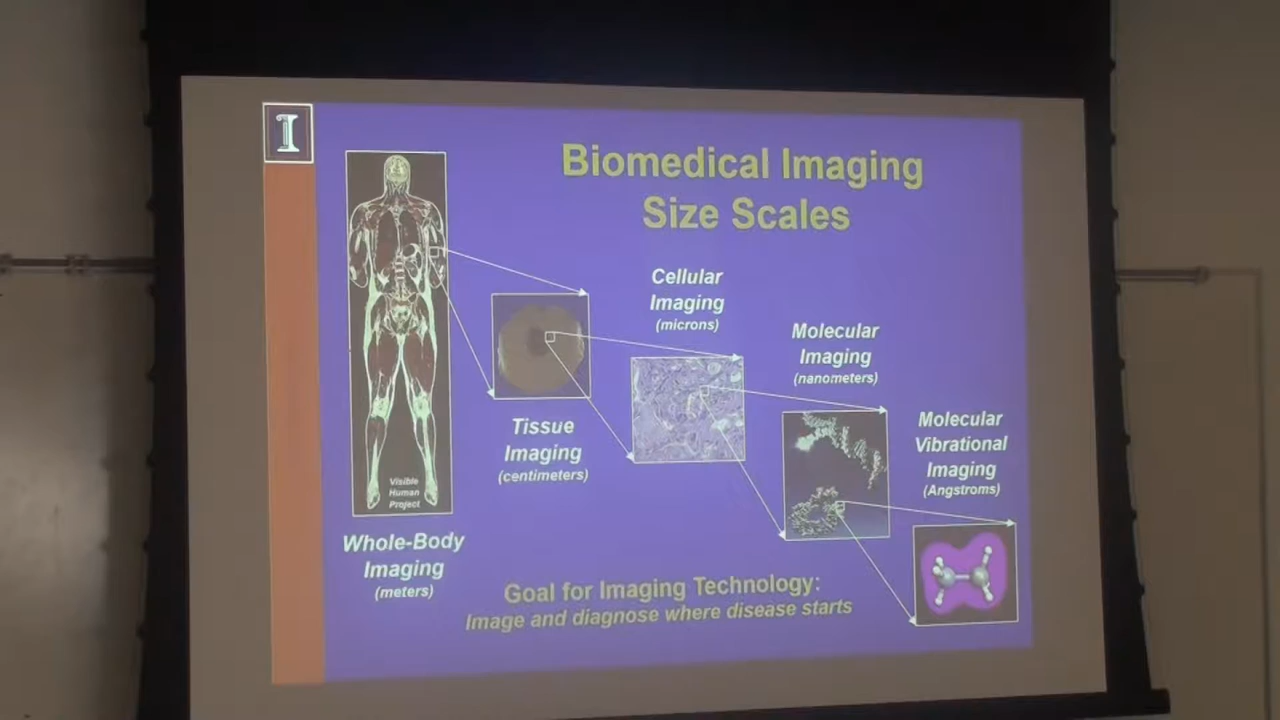 I
Biomedical Imaging
Size Scales
Visible
Human
Project
Whole-Body
Imaging
(meters)
Tissue
Imaging
(centimeters)
Cellular
Imaging
(microns)
Molecular
Imaging
(nanometers)
Molecular
Vibrational
Imaging
(Angstroms)
Goal for Imaging Technology:
Image and diagnose where disease starts